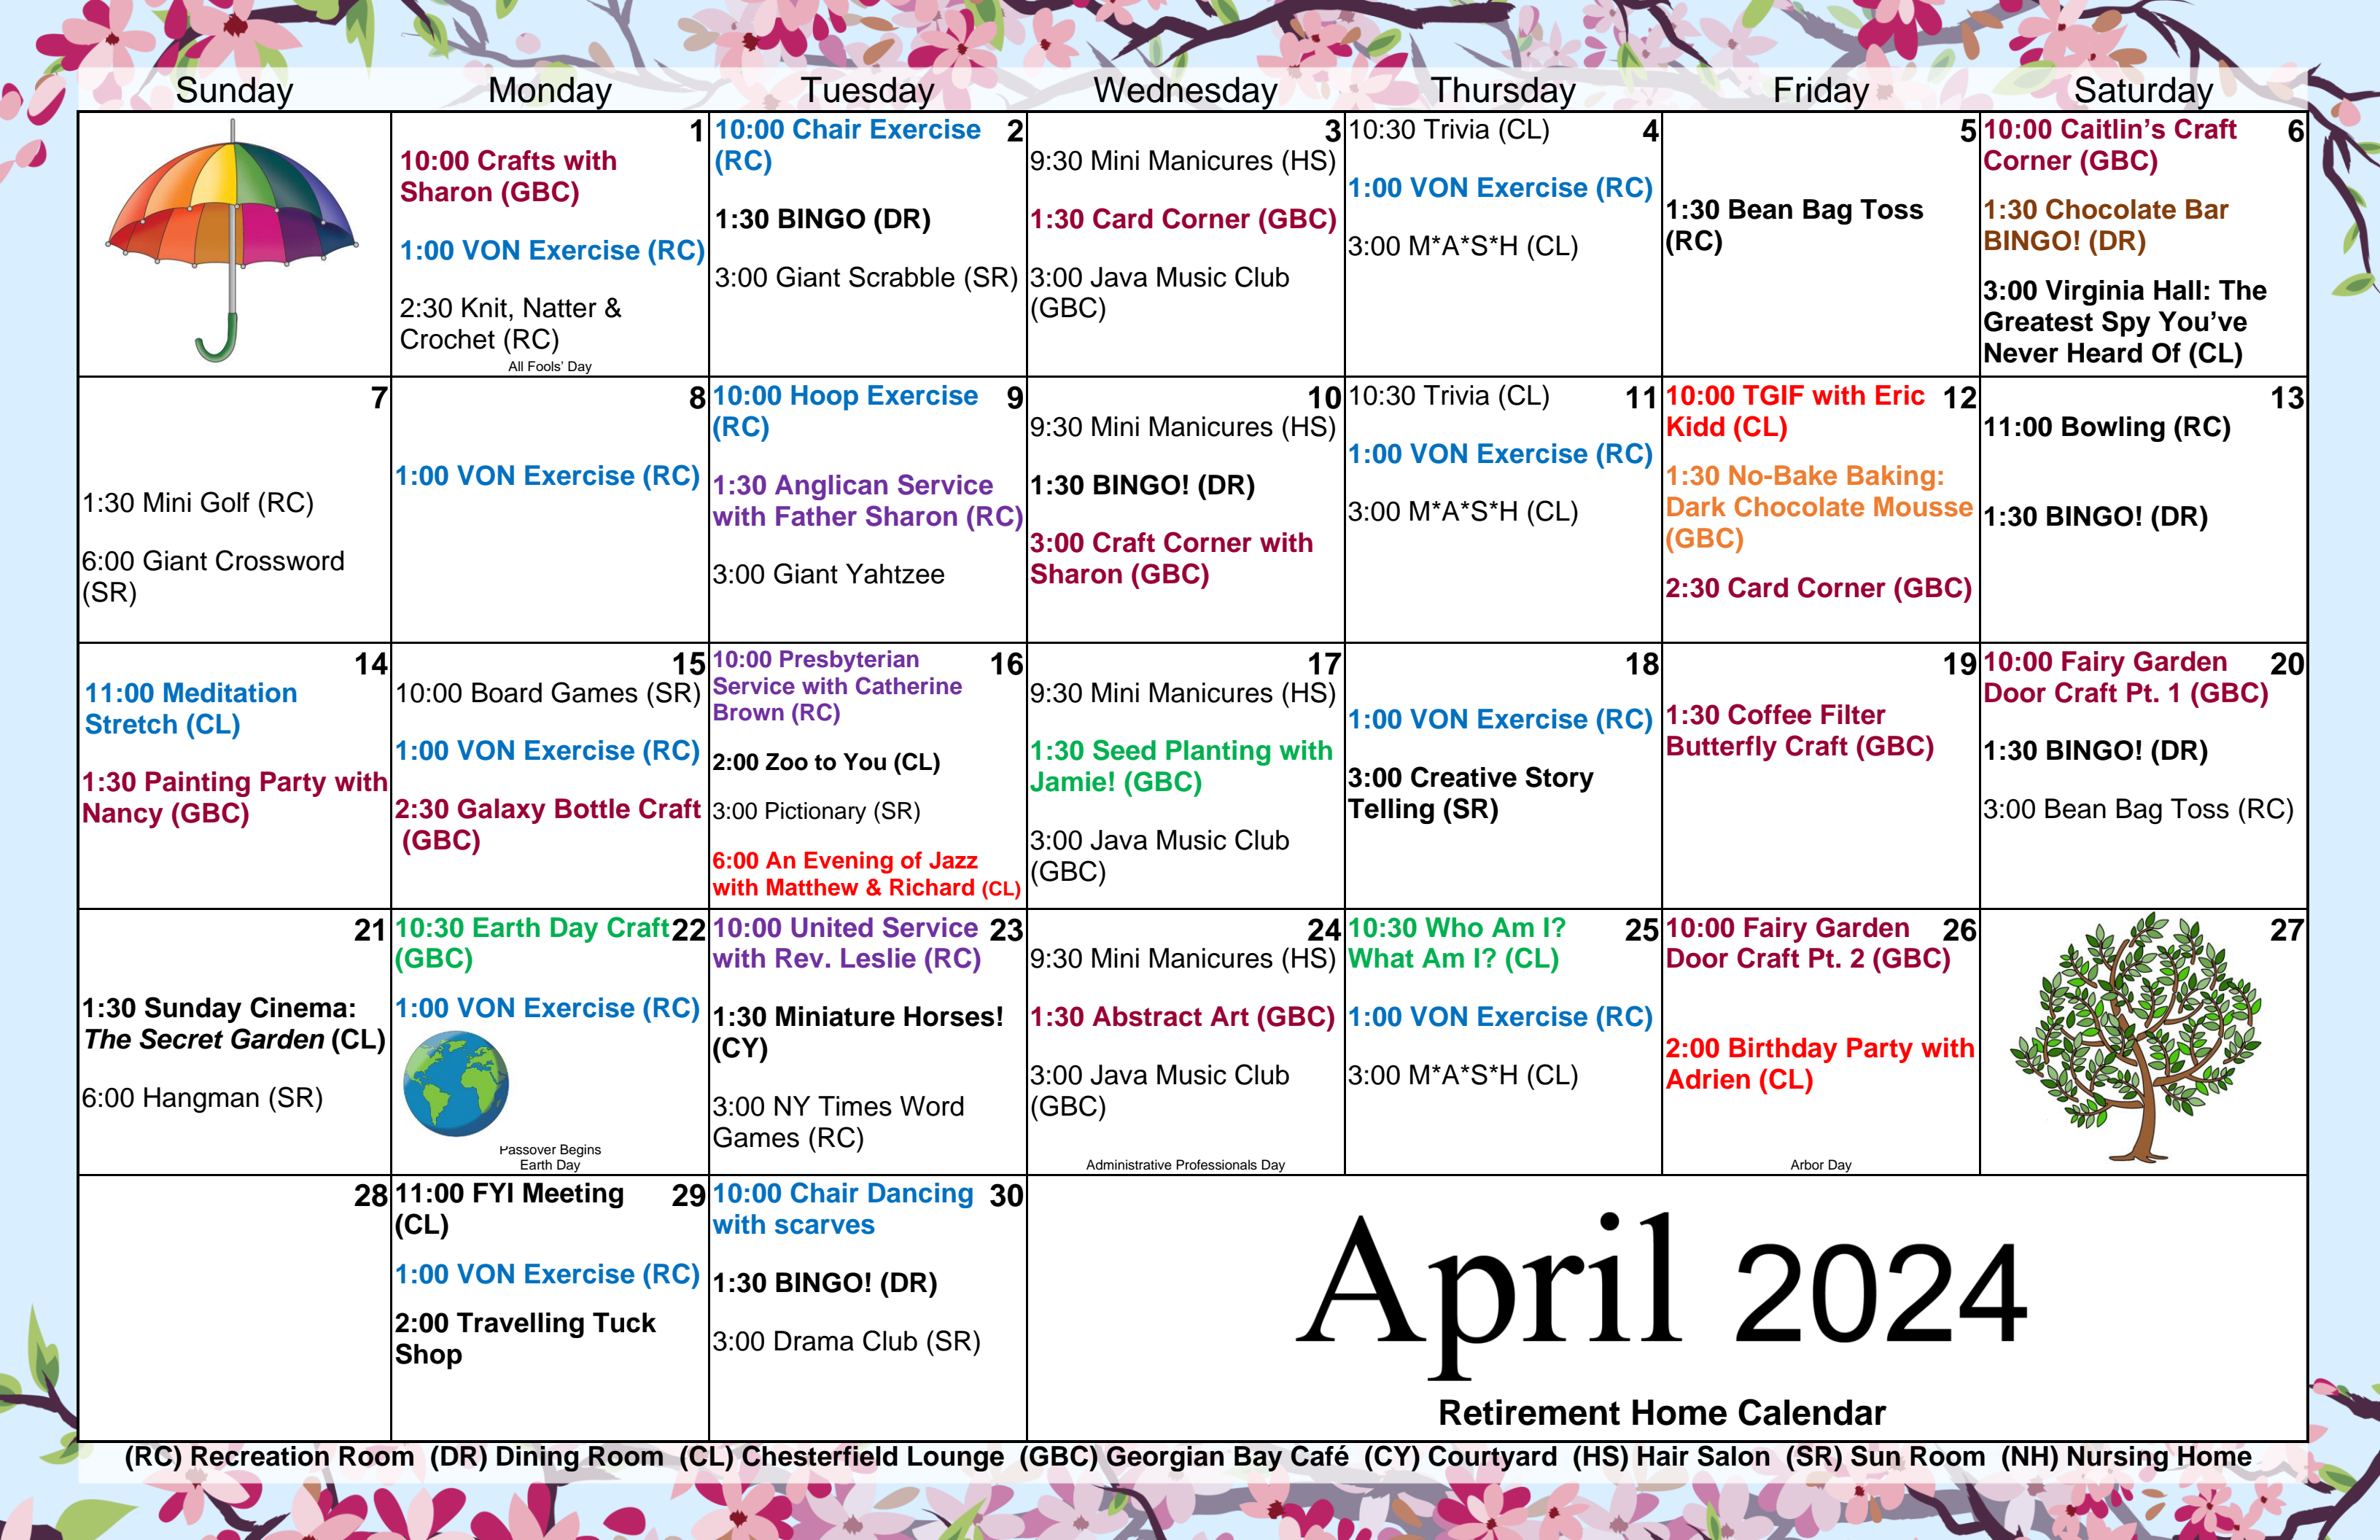 Sunday Monday Tuesday Wednesday Thursday Friday Saturday
1
10:00 Crafts with
Sharon (GBC)
1:00 VON Exercise (RC)
2:30 Knit, Natter &
Crochet (RC)
All Fools' Day
10:00 Chair Exercise 2
(RC)
1:30 BINGO (DR)
3:00 Giant Scrabble (SR)
3
9:30 Mini Manicures (HS)
1:30 Card Corner (GBC)
3:00 Java Music Club
(GBC)
10:30 Trivia (CL) 4
1:00 VON Exercise (RC)
3:00 M*A*S*H (CL)
5
1:30 Bean Bag Toss
(RC)
10:00 Caitlin's Craft 6
Corner (GBC)
1:30 Chocolate Bar
BINGO! (DR)
3:00 Virginia Hall: The
Greatest Spy You've
Never Heard Of (CL)
7
1:30 Mini Golf (RC)
6:00 Giant Crossword
(SR)
8
1:00 VON Exercise (RC)
10:00 Hoop Exercise 9
(RC)
1:30 Anglican Service
with Father Sharon (RC)
3:00 Giant Yahtzee
10
9:30 Mini Manicures (HS)
1:30 BINGO! (DR)
3:00 Craft Corner with
Sharon (GBC)
10:30 Trivia (CL) 11
1:00 VON Exercise (RC)
3:00 M*A*S*H (CL)
10:00 TGIF with Eric 12
Kidd (CL)
1:30 No-Bake Baking:
Dark Chocolate Mousse
(GBC)
2:30 Card Corner (GBC)
13
11:00 Bowling (RC)
1:30 BINGO! (DR)
14
11:00 Meditation
Stretch (CL)
1:30 Painting Party with
Nancy (GBC)
15
10:00 Board Games (SR)
1:00 VON Exercise (RC)
2:30 Galaxy Bottle Craft
(GBC)
10:00 Presbyterian 16
Service with Catherine
Brown (RC)
2:00 Zoo to You (CL)
3:00 Pictionary (SR)
6:00 An Evening of Jazz
with Matthew & Richard (CL)
17
9:30 Mini Manicures (HS)
1:30 Seed Planting with
Jamie! (GBC)
3:00 Java Music Club
(GBC)
18
1:00 VON Exercise (RC)
3:00 Creative Story
Telling (SR)
19
1:30 Coffee Filter
Butterfly Craft (GBC)
10:00 Fairy Garden 20
Door Craft Pt. 1 (GBC)
1:30 BINGO! (DR)
3:00 Bean Bag Toss (RC)
21
1:30 Sunday Cinema:
The Secret Garden (CL)
6:00 Hangman (SR)
10:30 Earth Day Craft 22
(GBC)
1:00 VON Exercise (RC)
Passover Begins
Earth Day
10:00 United Service 23
with Rev. Leslie (RC)
1:30 Miniature Horses!
(CY)
3:00 NY Times Word
Games (RC)
24
9:30 Mini Manicures (HS)
1:30 Abstract Art (GBC)
3:00 Java Music Club
(GBC)
Administrative Professionals Day
10:30 Who Am I? 25
What Am I? (CL)
1:00 VON Exercise (RC)
3:00 M*A*S*H (CL)
10:00 Fairy Garden 26
Door Craft Pt. 2 (GBC)
2:00 Birthday Party with
Adrien (CL)
Arbor Day
27
28
11:00 FYI Meeting 29
(CL)
1:00 VON Exercise (RC)
2:00 Travelling Tuck
Shop
10:00 Chair Dancing 30
with scarves
1:30 BINGO! (DR)
3:00 Drama Club (SR)
April 2024
Retirement Home Calendar
(RC) Recreation Room (DR) Dining Room (CL) Chesterfield Lounge (GBC) Georgian Bay Café (CY) Courtyard (HS) Hair Salon (SR) Sun Room (NH) Nursing Home